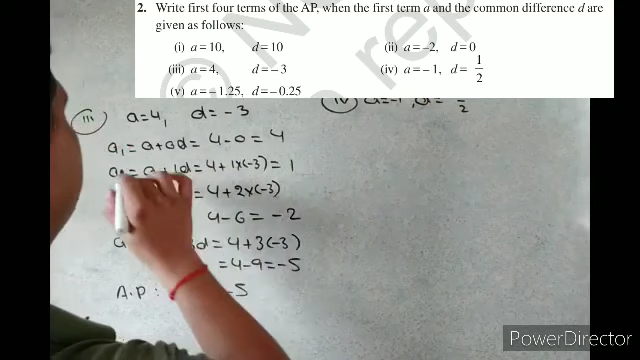 2. Write first four terms of the AP, when the first term a and the common difference d are
given as follows:
(i) a = 10, d = 10
(ii) a = –2, d = 0
(iii) a = 4, d = – 3
(iv) a = – 1, d = 1/2
(v) a = – 1.25, d = – 0.25
iii a=4, d= -3
iv
a₁ = a+0d = 4-0 = 4
= 4 + 1×(-3) = 1
= 4 + 2×(-3)
4-6 = -2
3d = 4+3(-3)
= 4-9 = -5
A.P : -5
PowerDirector